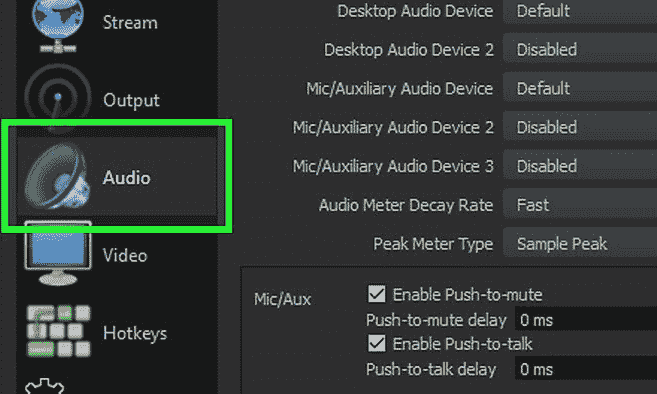 Stream
Output
Audio
Video
Hotkeys
Desktop Audio Device Default
Desktop Audio Device 2 Disabled
Mic/Auxiliary Audio Device Default
Mic/Auxiliary Audio Device 2 Disabled
Mic/Auxiliary Audio Device 3 Disabled
Audio Meter Decay Rate Fast
Peak Meter Type Sample Peak
Mic/Aux Enable Push-to-mute
Push-to-mute delay 0 ms
Enable Push-to-talk
Push-to-talk delay 0 ms